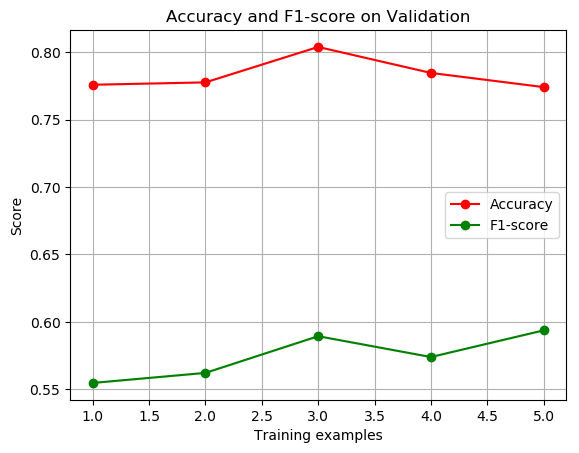 Accuracy and F1-score on Validation
0.80
0.75
0.70
0.65
0.60
0.55
Score
Accuracy
F1-score
1.0 1.5 2.0 2.5 3.0 3.5 4.0 4.5 5.0
Training examples